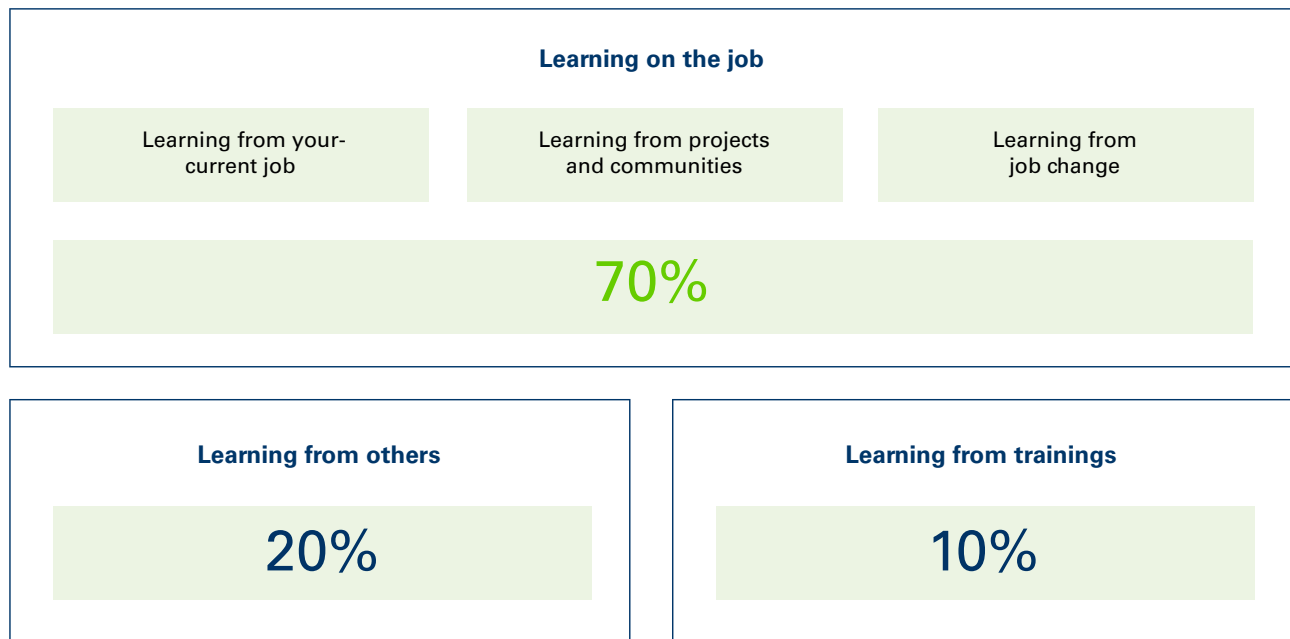 Learning on the job
Learning from your-
current job
Learning from projects
and communities
Learning from
job change
70%
Learning from others
20%
Learning from trainings
10%